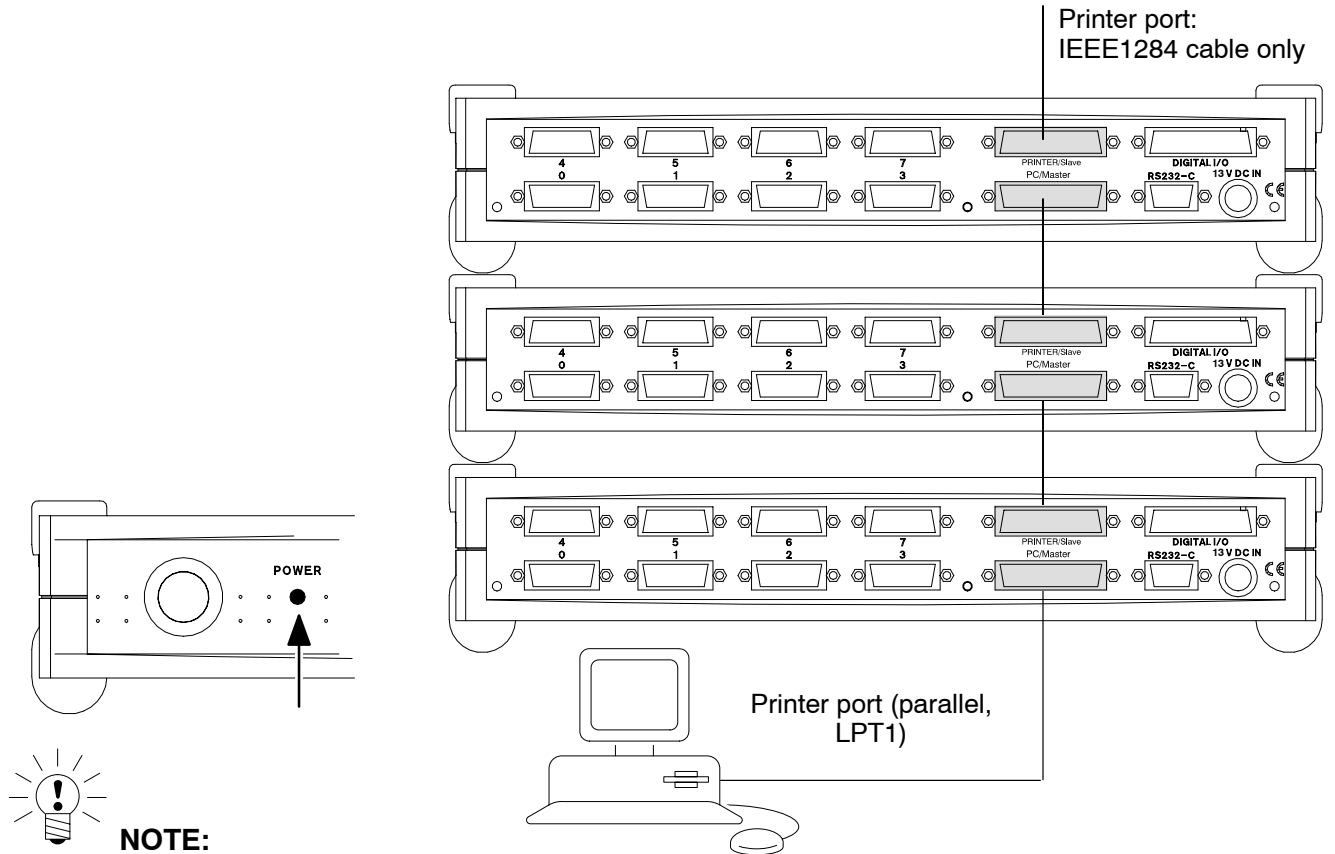 Printer port:
IEEE1284 cable only
4 5 6 7 PRINTER/Slave DIGITAL I/O
0 1 2 3 PC/Master RS232-C 13 V DC IN
CE
4 5 6 7 PRINTER/Slave DIGITAL I/O
0 1 2 3 PC/Master RS232-C 13 V DC IN
CE
4 5 6 7 PRINTER/Slave DIGITAL I/O
0 1 2 3 PC/Master RS232-C 13 V DC IN
CE
POWER
Printer port (parallel,
LPT1)
!
NOTE: